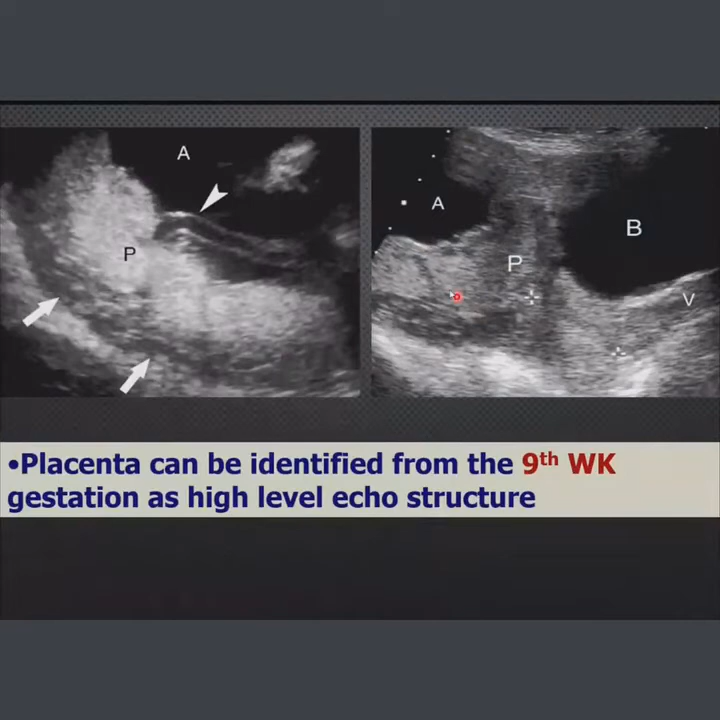 A
P
A
P
B
V
•Placenta can be identified from the 9th WK
gestation as high level echo structure